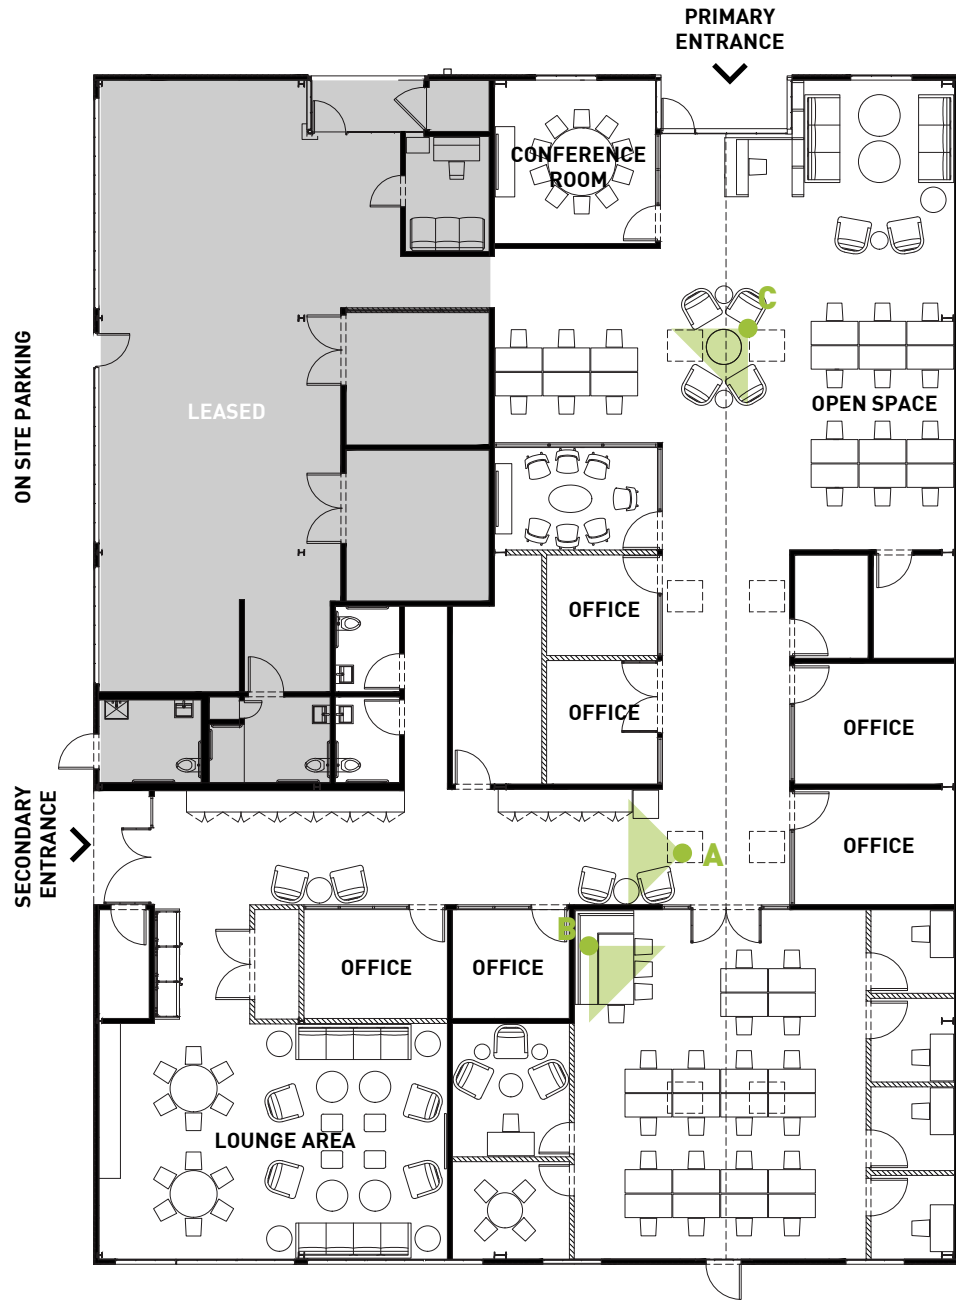 PRIMARY
ENTRANCE
CONFERENCE
ROOM
C
ON SITE PARKING
LEASED
OPEN SPACE
OFFICE
OFFICE
OFFICE
SECONDARY
ENTRANCE
A
OFFICE
B
OFFICE
OFFICE
LOUNGE AREA